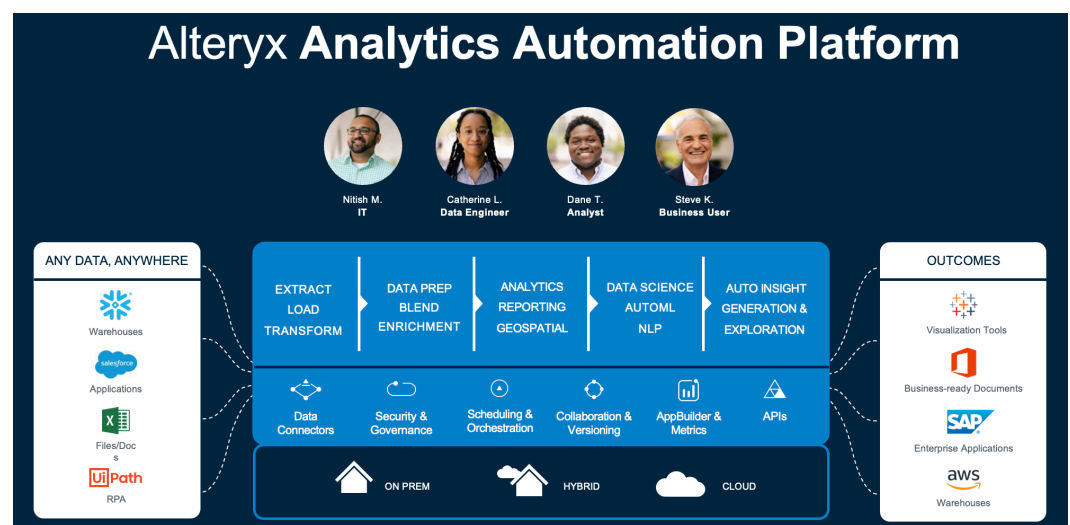 Alteryx Analytics Automation Platform
Nitish M.
IT
Catherine L.
Data Engineer
Dane T.
Analyst
Steve K.
Business User
ANY DATA, ANYWHERE
Warehouses
salesforce
Applications
X
Files/Doc
s
UiPath
RPA
EXTRACT
LOAD
TRANSFORM
DATA PREP
BLEND
ENRICHMENT
ANALYTICS
REPORTING
GEOSPATIAL
DATA SCIENCE
AUTOML
NLP
AUTO INSIGHT
GENERATION &
EXPLORATION
Data
Connectors
Security &
Governance
Scheduling &
Orchestration
Collaboration &
Versioning
AppBuilder &
Metrics
APIs
ON PREM
HYBRID
CLOUD
OUTCOMES
Visualization Tools
Business-ready Documents
SAP
Enterprise Applications
aws
Warehouses